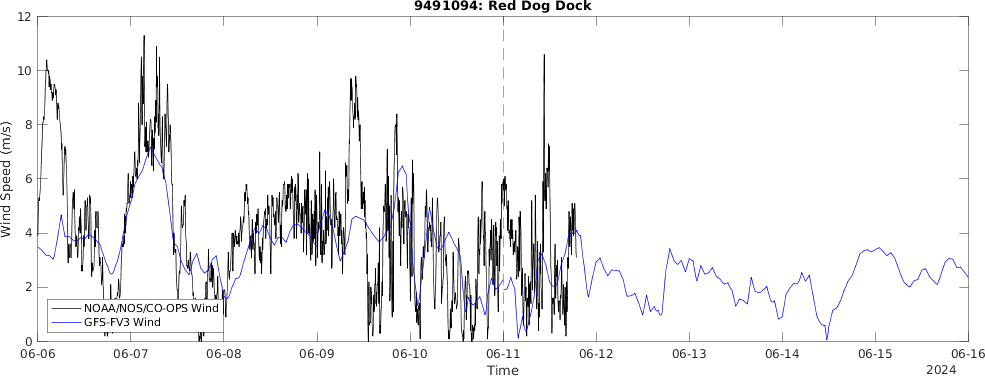 9491094: Red Dog Dock
Wind Speed (m/s)
12
10
8
6
4
2
0
NOAA/NOS/CO-OPS Wind
GFS-FV3 Wind
06-06 06-07 06-08 06-09 06-10 06-11 06-12 06-13 06-14 06-15 06-16
Time
2024